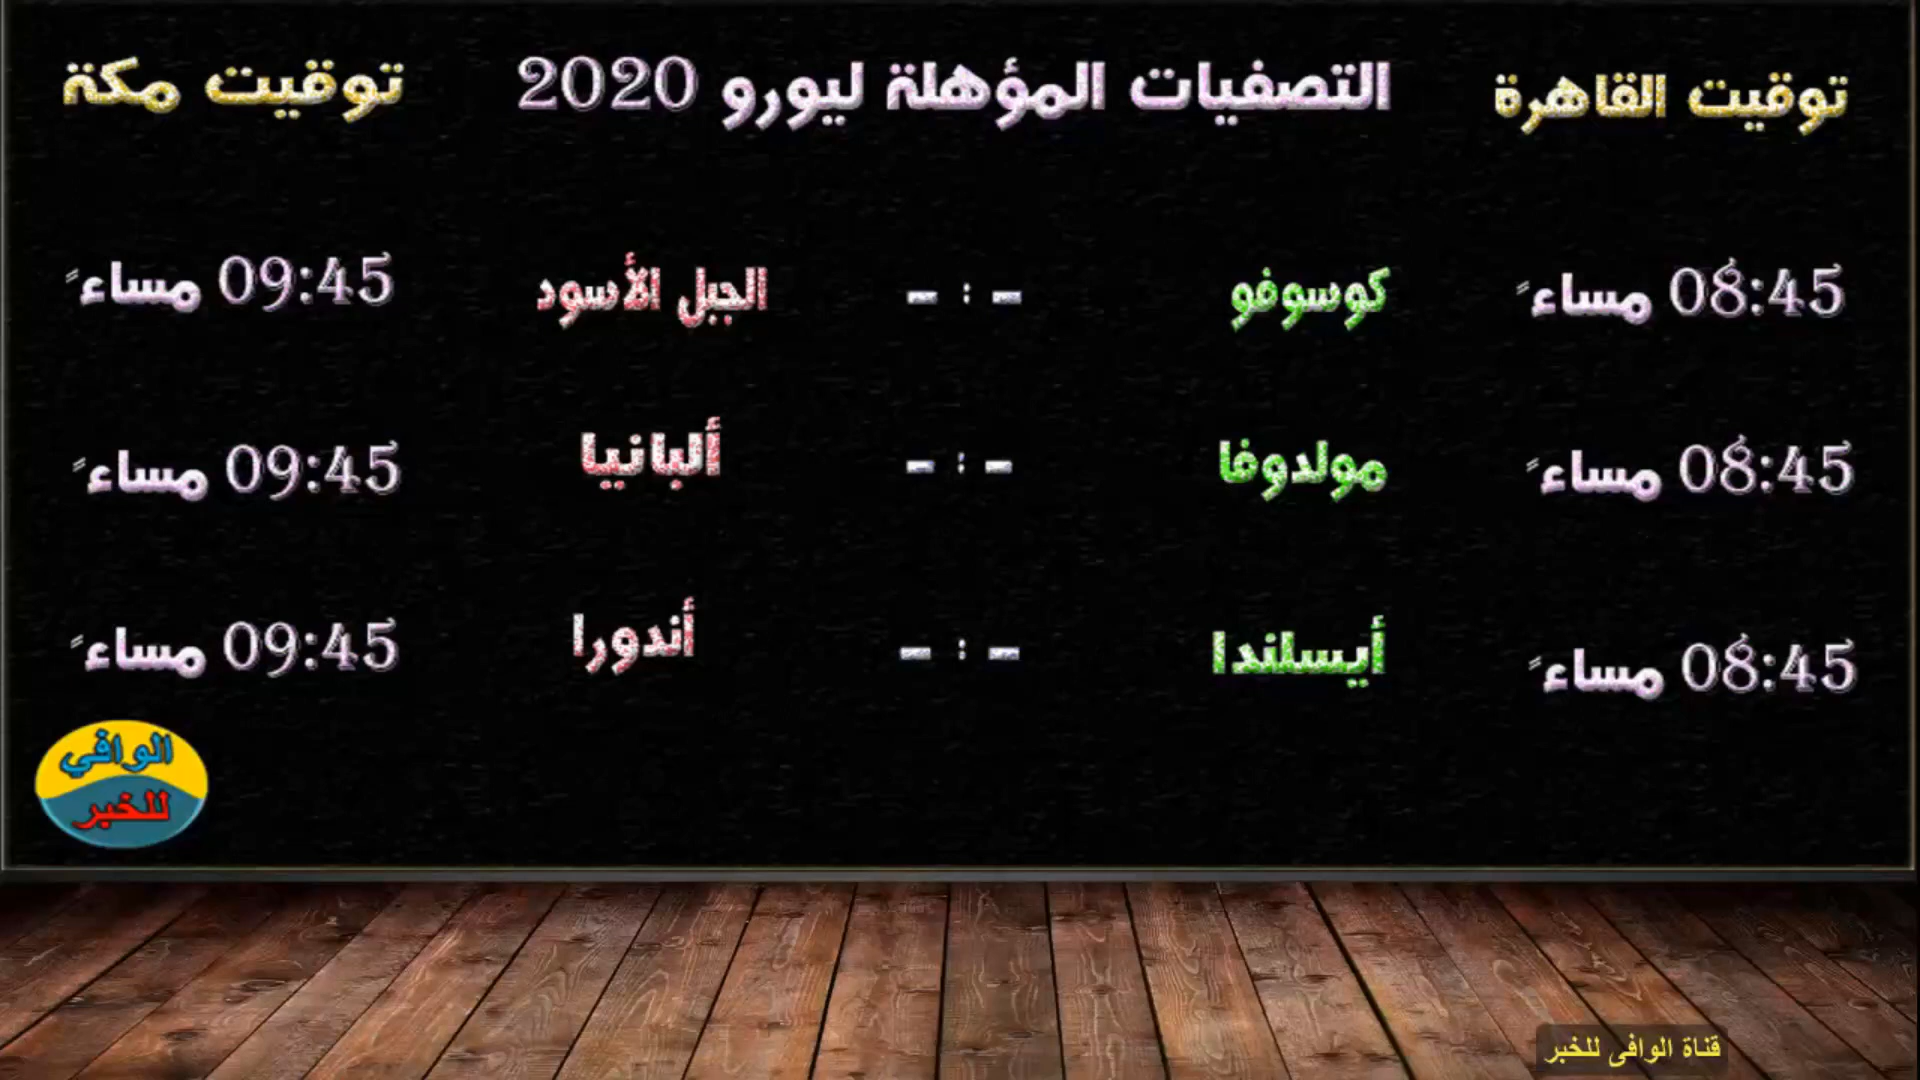 توقيت القاهرة التصفيات المؤهلة ليورو 2020 توقيت مكة
08:45 مساءً كوسوفو - : - الجبل الأسود 09:45 مساءً
08:45 مساءً مولدوفا - : - ألبانيا 09:45 مساءً
08:45 مساءً أيسلندا - : - أندورا 09:45 مساءً
الوافي
للخبر
قناة الوافى للخبر